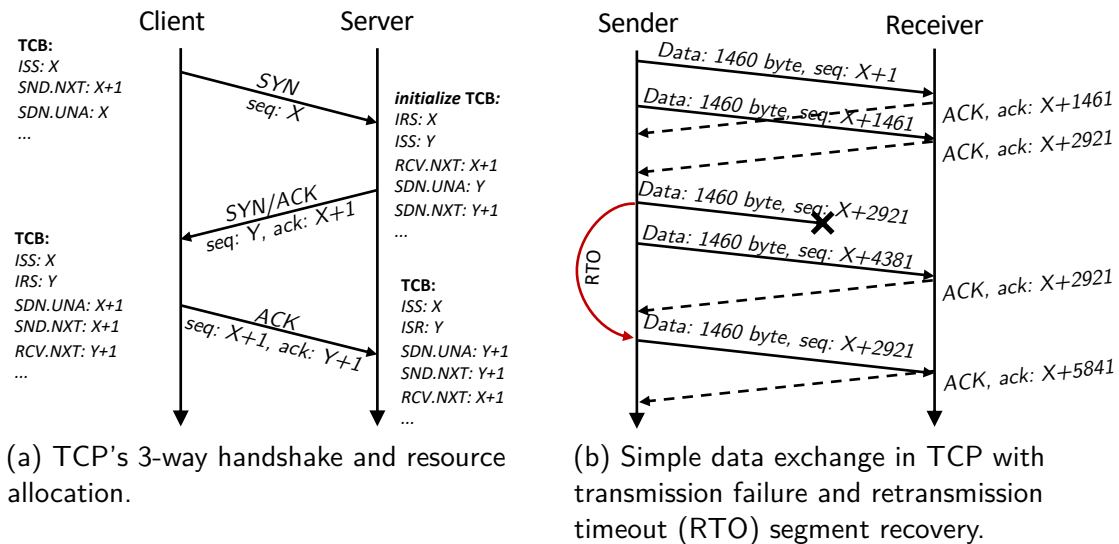 Client
Server
TCB:
ISS: X
SND.NXT: X+1
SDN.UNA: X
...
SYN
seq: X
initialize TCB:
IRS: X
ISS: Y
RCV.NXT: X+1
SDN.UNA: Y
SDN.NXT: Y+1
...
SYN/ACK
seq: Y, ack: X+1
TCB:
ISS: X
IRS: Y
SDN.UNA: X+1
SND.NXT: X+1
RCV.NXT: Y+1
...
ACK
seq: X+1, ack: Y+1
TCB:
ISS: X
ISR: Y
SDN.UNA: Y+1
SND.NXT: Y+1
RCV.NXT: X+1
...
(a) TCP's 3-way handshake and resource
allocation.
Sender
Receiver
Data: 1460 byte, seq: X+1
Data: 1460 byte, seq: X+1461
ACK, ack: X+1461
ACK, ack: X+2921
Data: 1460 byte, seq: X+2921
Data: 1460 byte, seq: X+4381
RTO
ACK, ack: X+2921
Data: 1460 byte, seq: X+2921
ACK, ack: X+5841
(b) Simple data exchange in TCP with
transmission failure and retransmission
timeout (RTO) segment recovery.